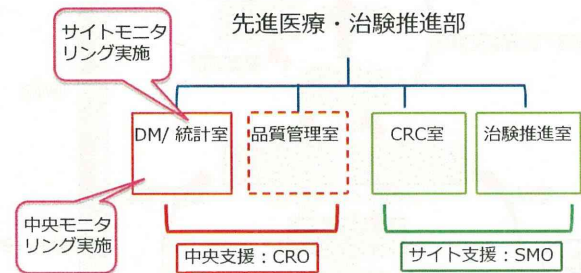 先進医療・治験推進部
サイトモニタ
リング実施
DM/ 統計室
品質管理室
CRC室
治験推進室
中央モニタ
リング実施
中央支援：CRO
サイト支援：SMO